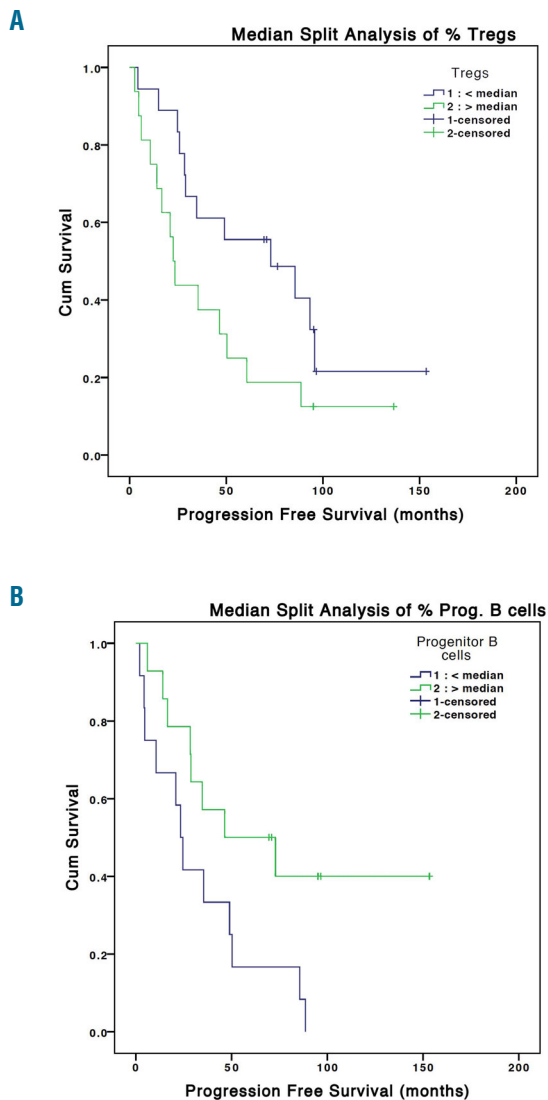 A
Median Split Analysis of % Tregs
Tregs
1 : < median
2 : > median
1-censored
2-censored
Cum Survival
1.0
0.8
0.6
0.4
0.2
0.0
0 50 100 150 200
Progression Free Survival (months)
B
Median Split Analysis of % Prog. B cells
Progenitor B
cells
1 : < median
2 : > median
1-censored
2-censored
Cum Survival
1.0
0.8
0.6
0.4
0.2
0.0
0 50 100 150 200
Progression Free Survival (months)